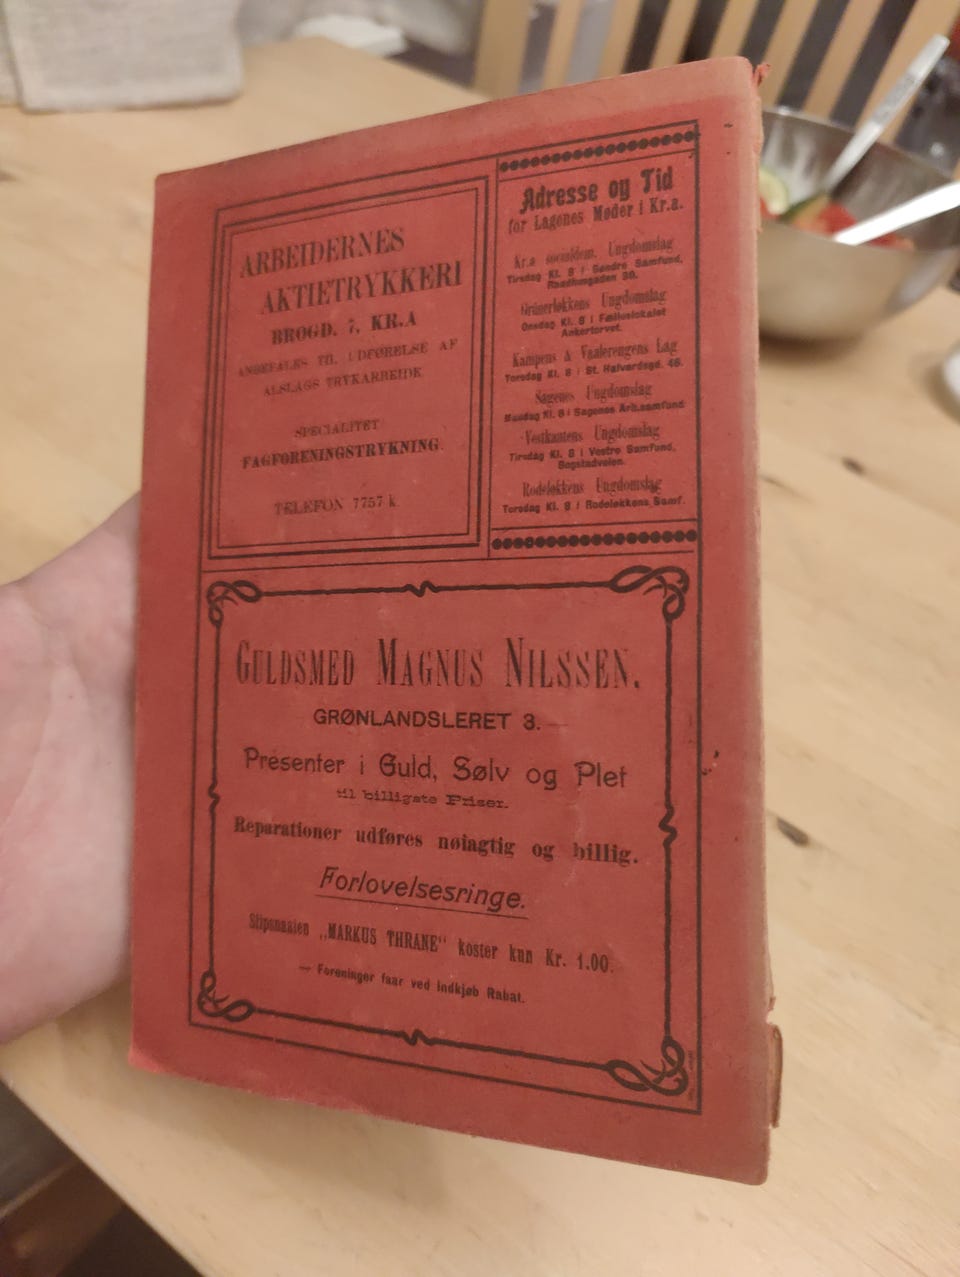 ARBEIDERNES
AKTIETRYKKERI
BROGD. 7, KR.A
ANBEFALES TIL UDFØRELSE AF
ALSLAGS TRYKARBEIDE
SPECIALITET
FAGFORENINGSTRYKNING.
TELEFON 7757 k
Adresse og Tid
for Lagenes Møder i Kr.a.
Kr.a socialdem. Ungdomslag
Tirsdag Kl. 8 i Søndre Samfund,
Raadhusgaden 30.
Grünerløkkens Ungdomslag
Onsdag Kl. 8 i Fælleslokalet
Ankertorvet.
Kampens & Vaalerengens Lag
Torsdag Kl. 8 i St. Halvardsgd. 46.
Sagenes Ungdomslag
Mandag Kl. 8 i Sagenes Arb.samfund
Vestkantens Ungdomslag
Tirsdag Kl. 8 i Vestre Samfund,
Bogstadveien.
Rodeløkkens Ungdomslag
Torsdag Kl. 8 i Rodeløkkens Samf.
GULDSMED MAGNUS NILSSEN.
GRØNLANDSLERET 3.
Presenter i Guld, Sølv og Plet
til billigste Priser.
Reparationer udføres nøiagtig og billig.
Forlovelsesringe.
Slipsnaalen „MARKUS THRANE“ koster kun Kr. 1.00.
— Foreninger faar ved Indkjøb Rabat.